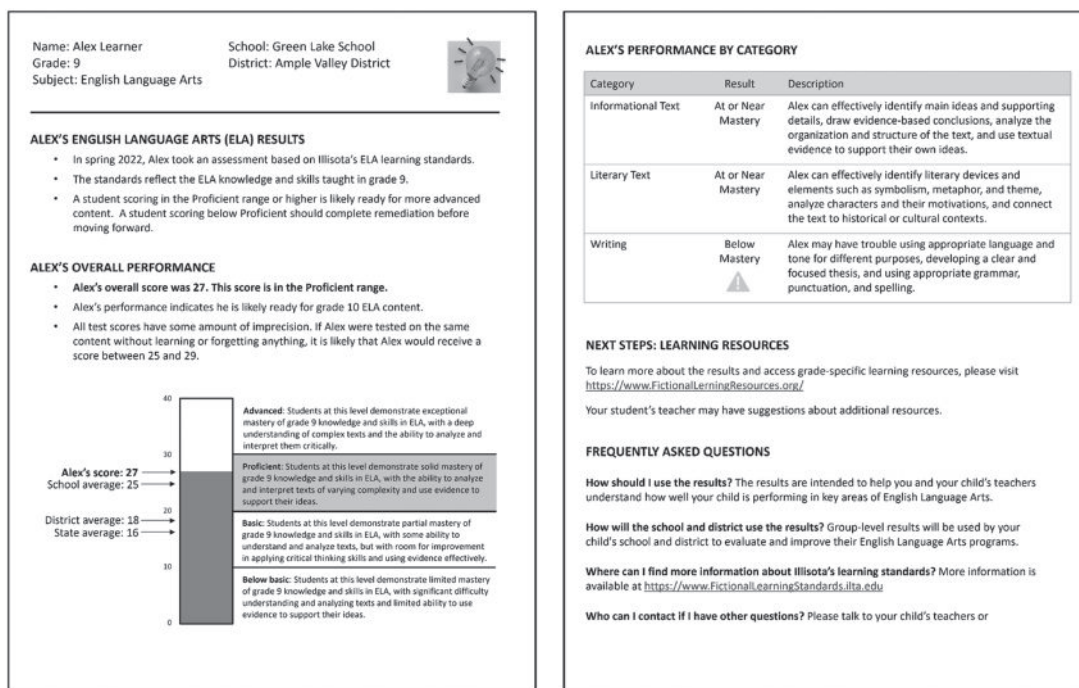 Name: Alex Learner
Grade: 9
Subject: English Language Arts
School: Green Lake School
District: Ample Valley District
ALEX'S ENGLISH LANGUAGE ARTS (ELA) RESULTS
• In spring 2022, Alex took an assessment based on Illisota's ELA learning standards.
• The standards reflect the ELA knowledge and skills taught in grade 9.
• A student scoring in the Proficient range or higher is likely ready for more advanced
content. A student scoring below Proficient should complete remediation before
moving forward.
ALEX'S OVERALL PERFORMANCE
• Alex's overall score was 27. This score is in the Proficient range.
• Alex's performance indicates he is likely ready for grade 10 ELA content.
• All test scores have some amount of imprecision. If Alex were tested on the same
content without learning or forgetting anything, it is likely that Alex would receive a
score between 25 and 29.
40
30
20
10
0
Alex's score: 27
School average: 25
District average: 18
State average: 16
Advanced: Students at this level demonstrate exceptional
mastery of grade 9 knowledge and skills in ELA, with a deep
understanding of complex texts and the ability to analyze and
interpret them critically.
Proficient: Students at this level demonstrate solid mastery of
grade 9 knowledge and skills in ELA, with the ability to analyze
and interpret texts of varying complexity and use evidence to
support their ideas.
Basic: Students at this level demonstrate partial mastery of
grade 9 knowledge and skills in ELA, with some ability to
understand and analyze texts, but with room for improvement
in applying critical thinking skills and using evidence effectively.
Below basic: Students at this level demonstrate limited mastery
of grade 9 knowledge and skills in ELA, with significant difficulty
understanding and analyzing texts and limited ability to use
evidence to support their ideas.
ALEX'S PERFORMANCE BY CATEGORY
Category Result Description
Informational Text At or Near Alex can effectively identify main ideas and supporting
Mastery details, draw evidence-based conclusions, analyze the
organization and structure of the text, and use textual
evidence to support their own ideas.
Literary Text At or Near Alex can effectively identify literary devices and
Mastery elements such as symbolism, metaphor, and theme,
analyze characters and their motivations, and connect
the text to historical or cultural contexts.
Writing Below Alex may have trouble using appropriate language and
Mastery tone for different purposes, developing a clear and
focused thesis, and using appropriate grammar,
punctuation, and spelling.
NEXT STEPS: LEARNING RESOURCES
To learn more about the results and access grade-specific learning resources, please visit
https://www.FictionalLerningResources.org/
Your student's teacher may have suggestions about additional resources.
FREQUENTLY ASKED QUESTIONS
How should I use the results? The results are intended to help you and your child's teachers
understand how well your child is performing in key areas of English Language Arts.
How will the school and district use the results? Group-level results will be used by your
child's school and district to evaluate and improve their English Language Arts programs.
Where can I find more information about Illisota's learning standards? More information is
available at https://www.FictionalLearningStandards.ilta.edu
Who can I contact if I have other questions? Please talk to your child's teachers or